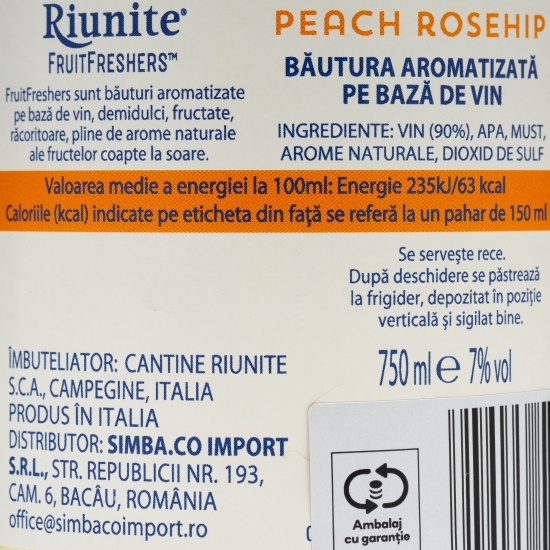 Riunite®
FRUITFRESHERS™
FruitFreshers sunt băuturi aromatizate
pe bază de vin, demidulci, fructate,
răcoritoare, pline de arome naturale
ale fructelor coapte la soare.
PEACH ROSEHIP
BĂUTURA AROMATIZATĂ
PE BAZĂ DE VIN
INGREDIENTE: VIN (90%), APA, MUST,
AROME NATURALE, DIOXID DE SULF
Valoarea medie a energiei la 100ml: Energie 235kJ/63 kcal
Caloriile (kcal) indicate pe eticheta din față se referă la un pahar de 150 ml
Se servește rece.
După deschidere se păstrează
la frigider, depozitat în poziție
verticală și sigilat bine.
750 ml e 7% vol
ÎMBUTELIATOR: CANTINE RIUNITE
S.C.A., CAMPEGINE, ITALIA
PRODUS ÎN ITALIA
DISTRIBUTOR: SIMBA.CO IMPORT
S.R.L., STR. REPUBLICII NR. 193,
CAM. 6, BACĂU, ROMÂNIA
office@simbacoimport.ro
Ambalaj
cu garanție